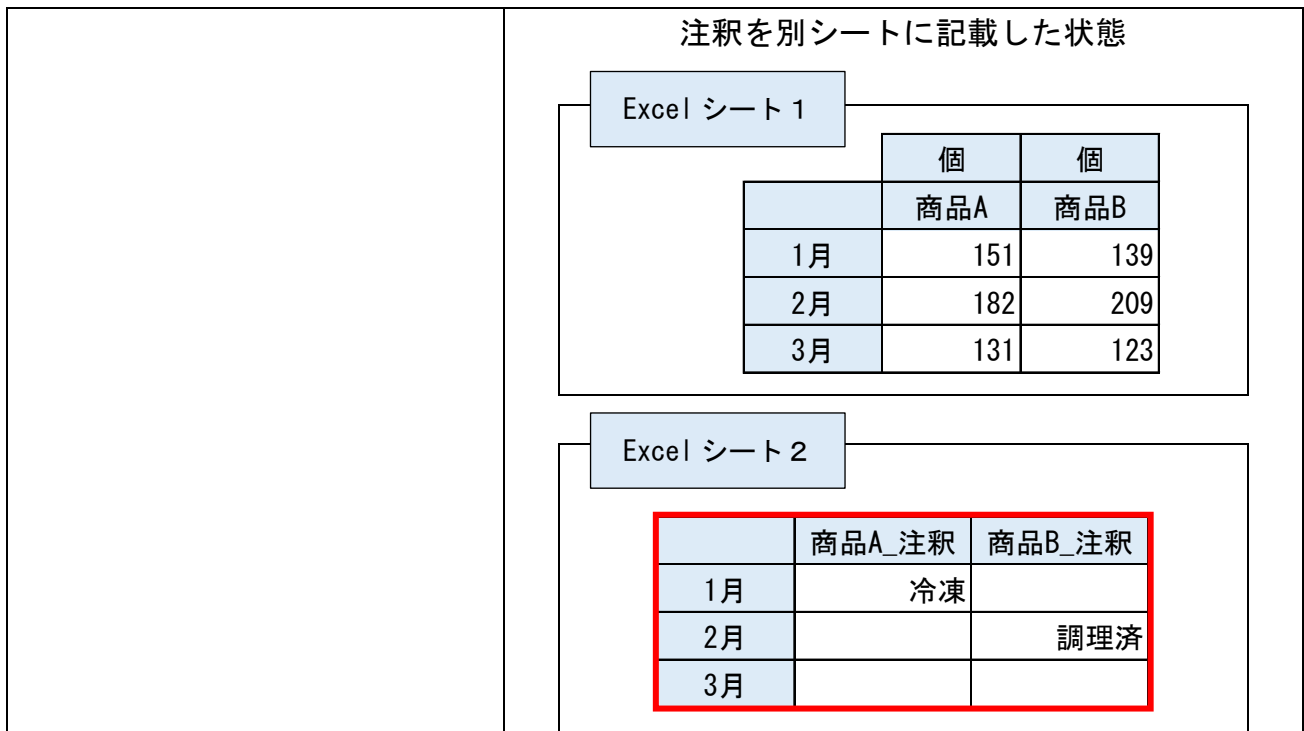 注釈を別シートに記載した状態
Excel シート１
個 個
商品A 商品B
1月 151 139
2月 182 209
3月 131 123
Excel シート２
商品A_注釈 商品B_注釈
1月 冷凍
2月 調理済
3月